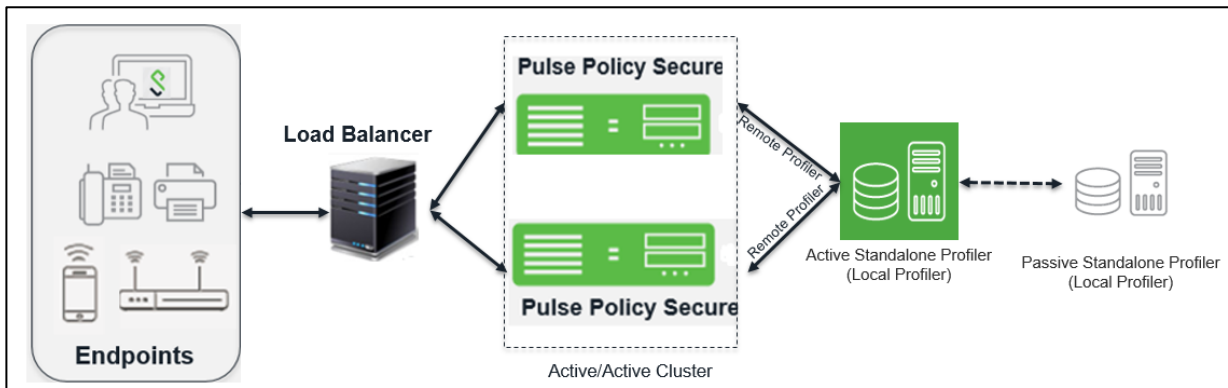 Endpoints
Load Balancer
Pulse Policy Secure
Pulse Policy Secure
Active/Active Cluster
Remote Profiler
Remote Profiler
Active Standalone Profiler
(Local Profiler)
Passive Standalone Profiler
(Local Profiler)